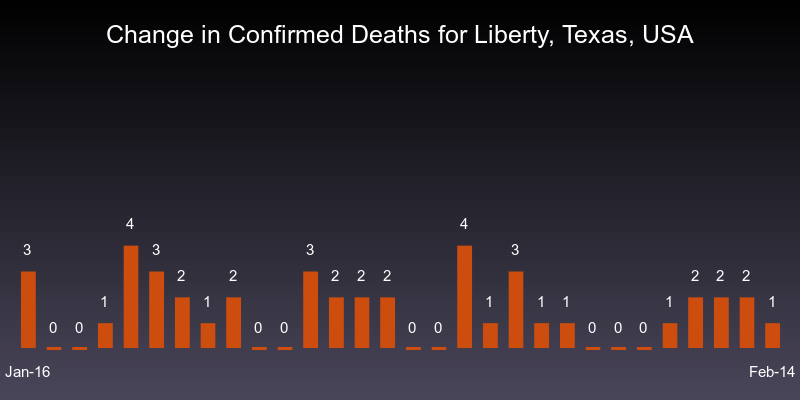 Change in Confirmed Deaths for Liberty, Texas, USA
3 0 0 1 4 3 2 1 2 0 0 3 2 2 2 0 0 4 1 3 1 1 0 0 0 1 2 2 2 1
Jan-16 Feb-14